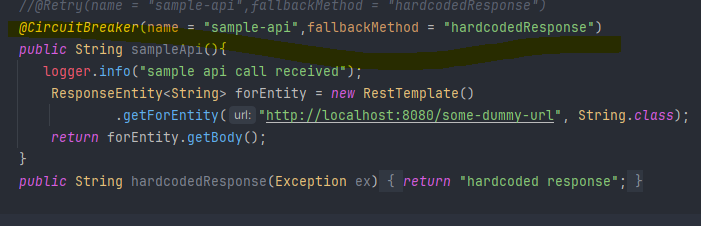 //@Retry(name = "sample-api",fallbackMethod = "hardcodedResponse")
@CircuitBreaker(name = "sample-api",fallbackMethod = "hardcodedResponse")
public String sampleApi(){
logger.info("sample api call received");
ResponseEntity<String> forEntity = new RestTemplate()
.getForEntity( url: "http://localhost:8080/some-dummy-url", String.class);
return forEntity.getBody();
}
public String hardcodedResponse(Exception ex) { return "hardcoded response"; }